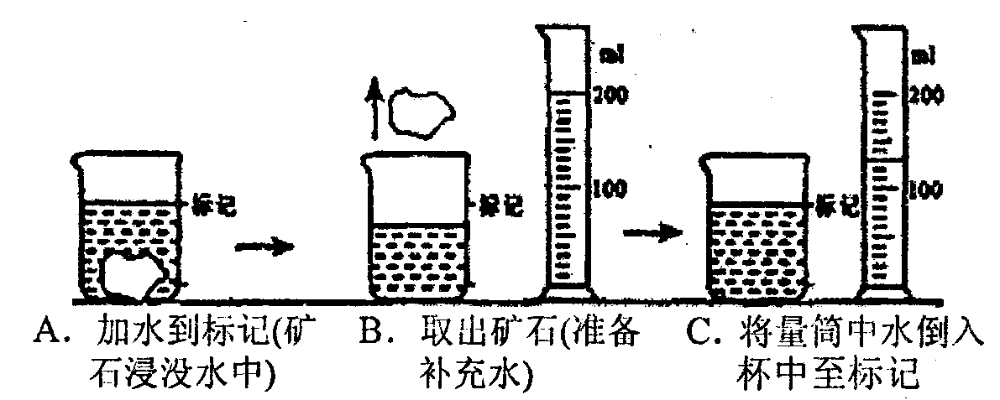 ml
200
100
标记
ml
200
100
标记
标记
A. 加水到标记(矿
石浸没水中)
B. 取出矿石(准备
补充水)
C. 将量筒中水倒入
杯中至标记